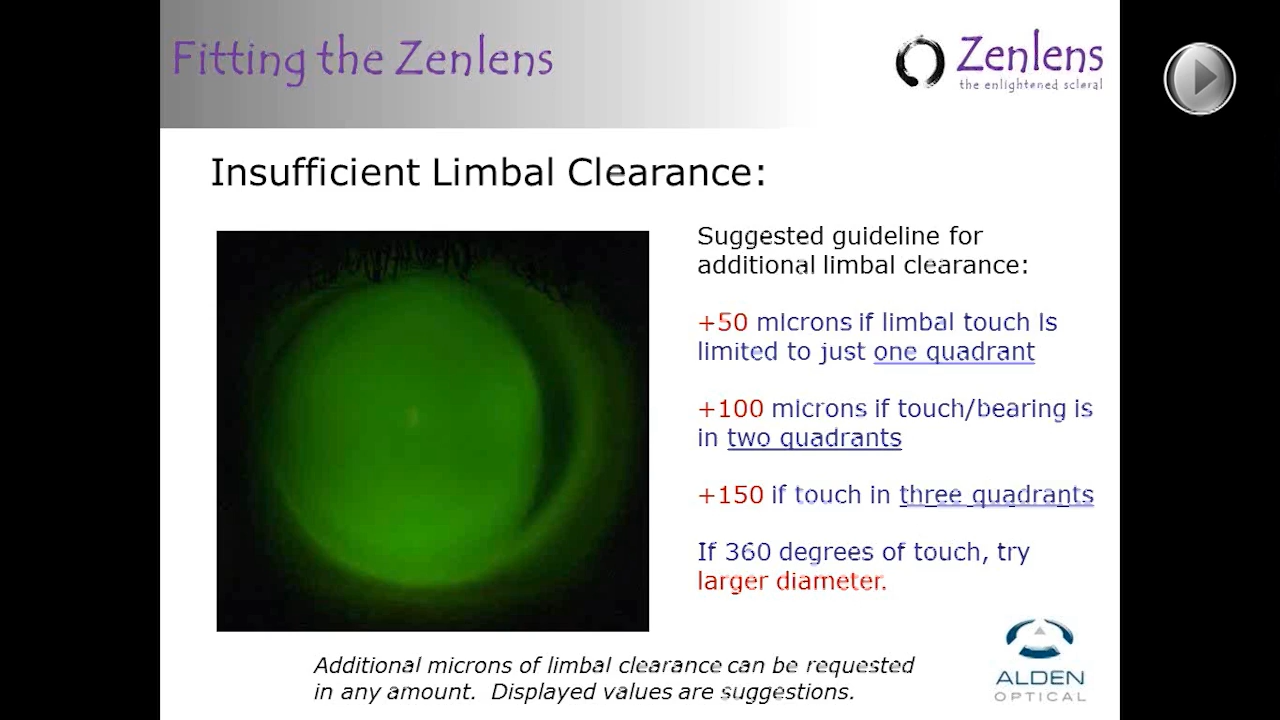 Fitting the Zenlens
Zenlens
the enlightened scleral
Insufficient Limbal Clearance:
Suggested guideline for
additional limbal clearance:
+50 microns if limbal touch is
limited to just one quadrant
+100 microns if touch/bearing is
in two quadrants
+150 if touch in three quadrants
If 360 degrees of touch, try
larger diameter.
Additional microns of limbal clearance can be requested
in any amount.  Displayed values are suggestions.
ALDEN
OPTICAL